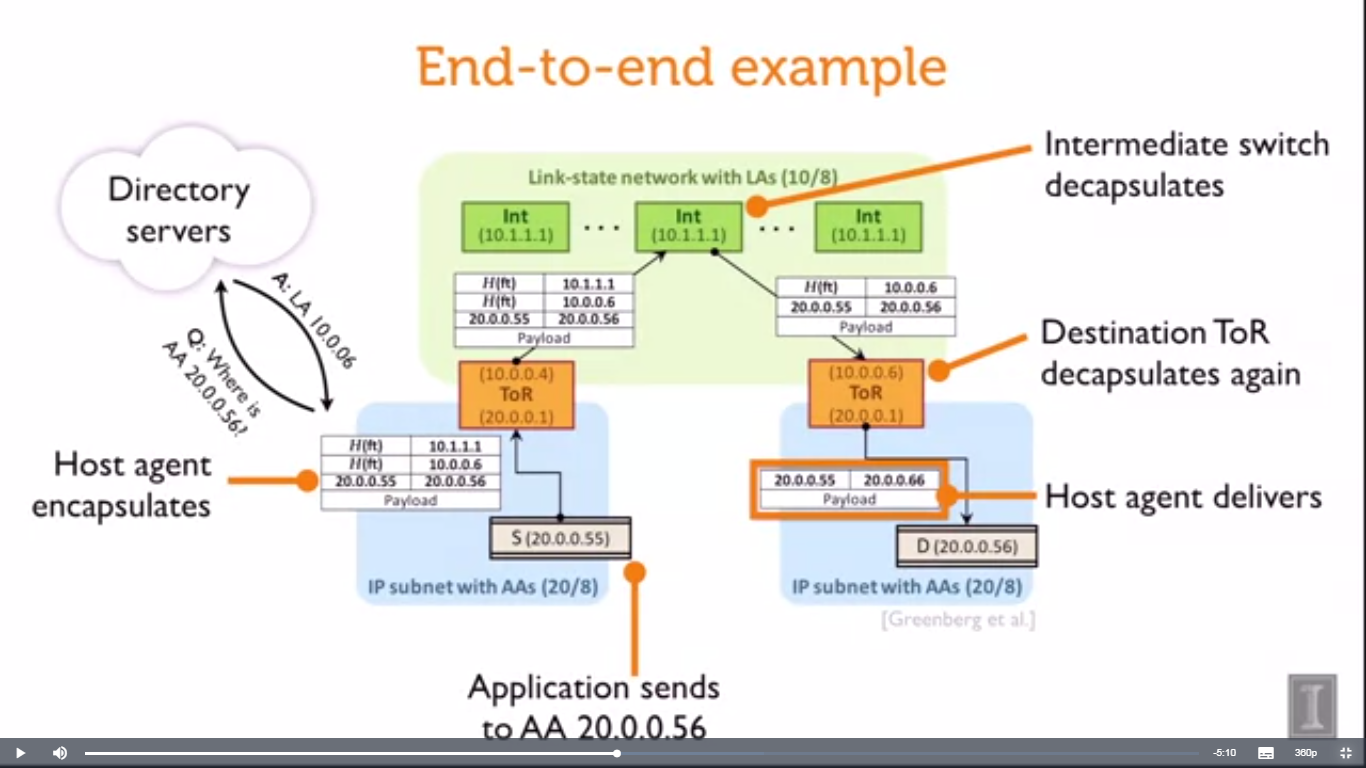 End-to-end example
Directory
servers
A: LA 10.0.06
Q: Where is
AA 20.0.0.56?
Host agent
encapsulates
Link-state network with LAs (10/8)
Int
(10.1.1.1)
. . .
Int
(10.1.1.1)
. . .
Int
(10.1.1.1)
H(ft) 10.1.1.1
H(ft) 10.0.0.6
20.0.0.55 20.0.0.56
Payload
H(ft) 10.0.0.6
20.0.0.55 20.0.0.56
Payload
(10.0.0.4)
ToR
(20.0.0.1)
(10.0.0.6)
ToR
(20.0.0.1)
H(ft) 10.1.1.1
H(ft) 10.0.0.6
20.0.0.55 20.0.0.56
Payload
20.0.0.55 20.0.0.66
Payload
S (20.0.0.55)
D (20.0.0.56)
IP subnet with AAs (20/8)
IP subnet with AAs (20/8)
[Greenberg et al.]
Intermediate switch
decapsulates
Destination ToR
decapsulates again
Host agent delivers
Application sends
to AA 20.0.0.56
I
-5:10
360p